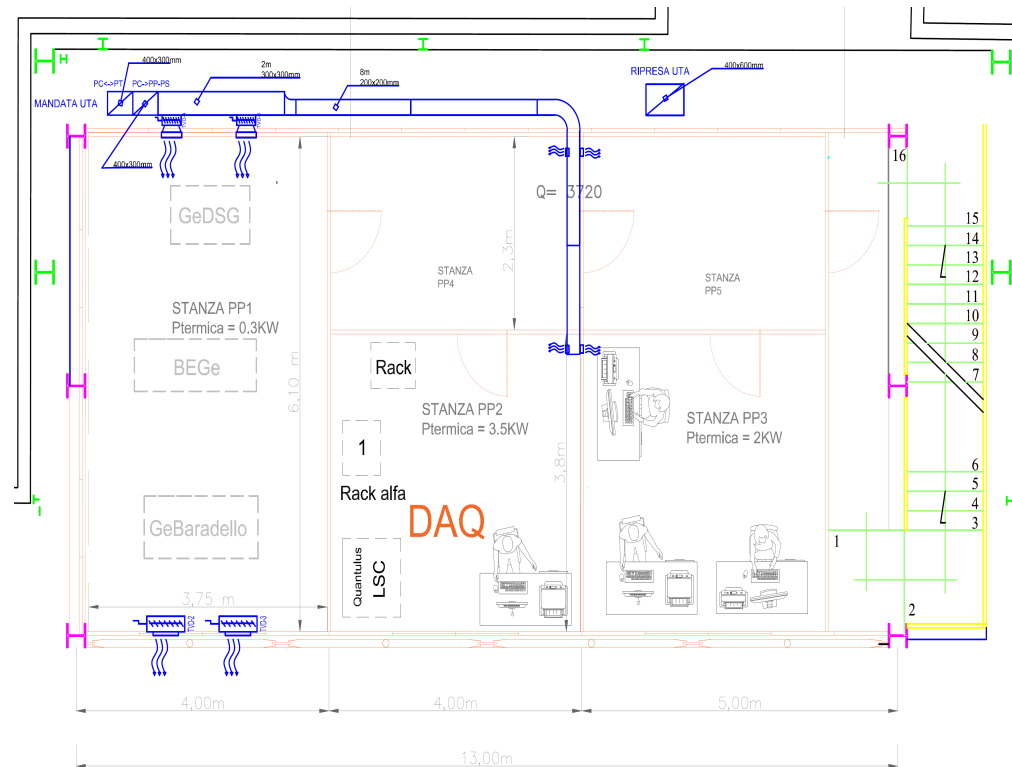 H
400x300mm
2m
300x300mm
8m
200x200mm
RIPRESA UTA
400x600mm
PC<->PT
PC->PP-PS
MANDATA UTA
400x300mm
16
Q= 3720
GeDSG
15
14
13
12
11
10
9
8
7
6
5
4
3
2,3m
STANZA
PP4
STANZA
PP5
STANZA PP1
Ptermica = 0.3KW
BEGe
Rack
6,10 m
STANZA PP2
Ptermica = 3.5KW
STANZA PP3
Ptermica = 2KW
1
Rack alfa
3,8m
DAQ
GeBaradello
1
Quantulus
LSC
3,75 m
2
TVD-2
TVD-3
4,00m
4,00m
5,00m
13,00m